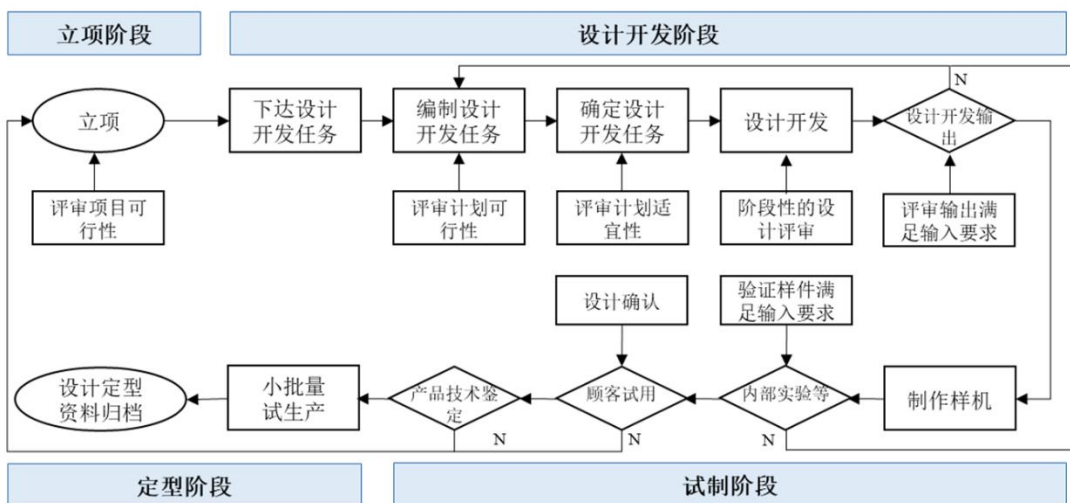 立项阶段
设计开发阶段
N
立项
下达设计
开发任务
编制设计
开发任务
确定设计
开发任务
设计开发
设计开发输
出
评审项目可
行性
评审计划可
行性
评审计划适
宜性
阶段性的设
计评审
评审输出满
足输入要求
设计确认
验证样件满
足输入要求
设计定型
资料归档
小批量
试生产
产品技术鉴
定
顾客试用
内部实验等
制作样机
N
N
N
定型阶段
试制阶段